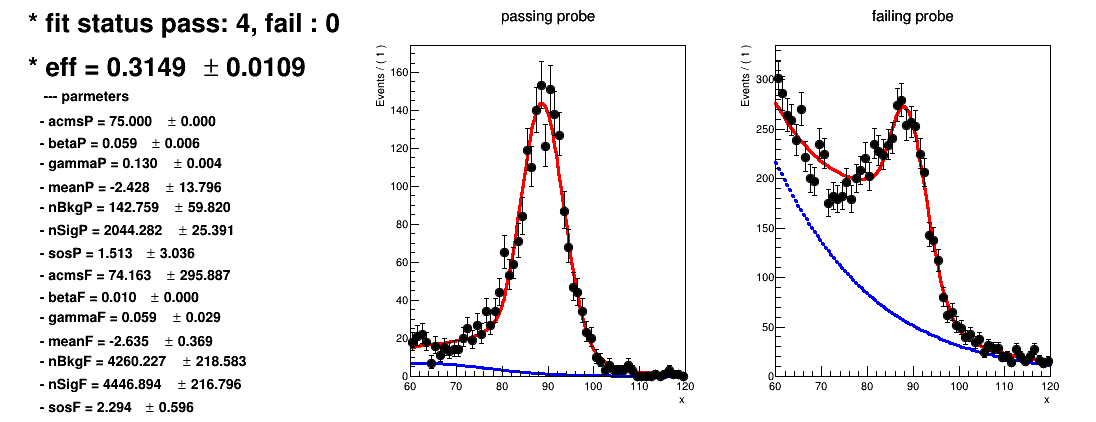 * fit status pass: 4, fail : 0
* eff = 0.3149 ± 0.0109
--- parmeters
- acmsP = 75.000 ± 0.000
- betaP = 0.059 ± 0.006
- gammaP = 0.130 ± 0.004
- meanP = -2.428 ± 13.796
- nBkgP = 142.759 ± 59.820
- nSigP = 2044.282 ± 25.391
- sosP = 1.513 ± 3.036
- acmsF = 74.163 ± 295.887
- betaF = 0.010 ± 0.000
- gammaF = 0.059 ± 0.029
- meanF = -2.635 ± 0.369
- nBkgF = 4260.227 ± 218.583
- nSigF = 4446.894 ± 216.796
- sosF = 2.294 ± 0.596
passing probe
Events / ( 1 )
160
140
120
100
80
60
40
20
0
60 70 80 90 100 110 120
x
failing probe
Events / ( 1 )
300
250
200
150
100
50
0
60 70 80 90 100 110 120
x